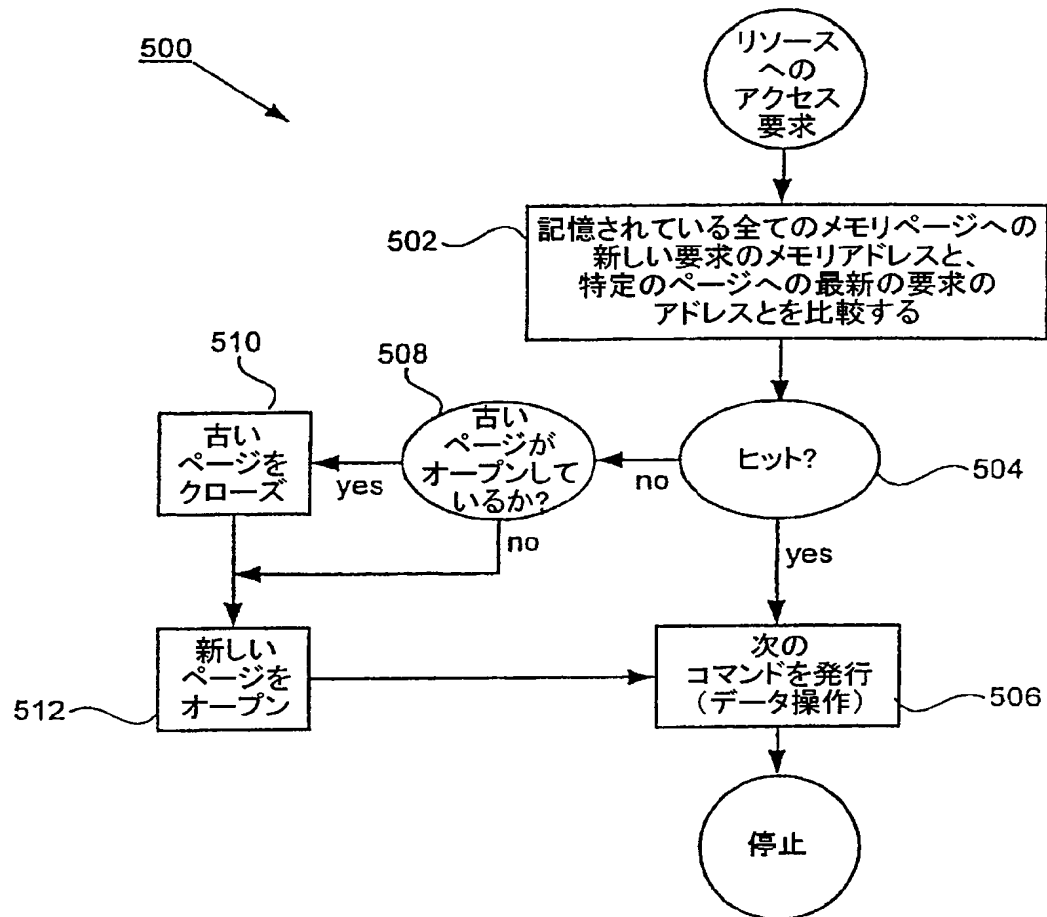 500
リソース
への
アクセス
要求
502
記憶されている全てのメモリページへの
新しい要求のメモリアドレスと、
特定のページへの最新の要求の
アドレスとを比較する
510
508
古い
ページを
クローズ
yes
古い
ページが
オープンして
いるか?
no
ヒット?
504
no
yes
512
新しい
ページを
オープン
次の
コマンドを発行
(データ操作)
506
停止